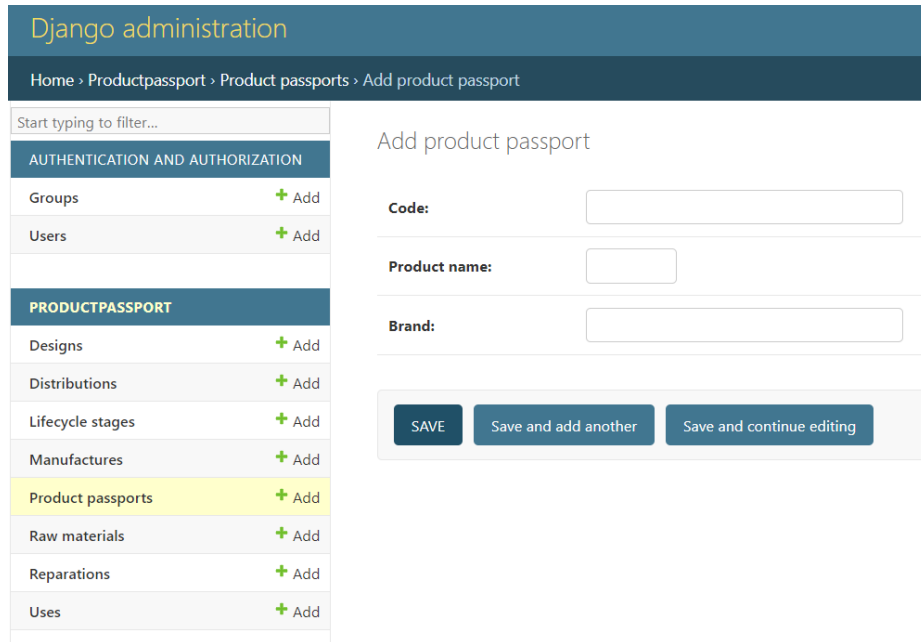 Django administration
Home › Productpassport › Product passports › Add product passport
Start typing to filter...
AUTHENTICATION AND AUTHORIZATION
Groups + Add
Users + Add
PRODUCTPASSPORT
Designs + Add
Distributions + Add
Lifecycle stages + Add
Manufactures + Add
Product passports + Add
Raw materials + Add
Reparations + Add
Uses + Add
Add product passport
Code:
Product name:
Brand:
SAVE Save and add another Save and continue editing